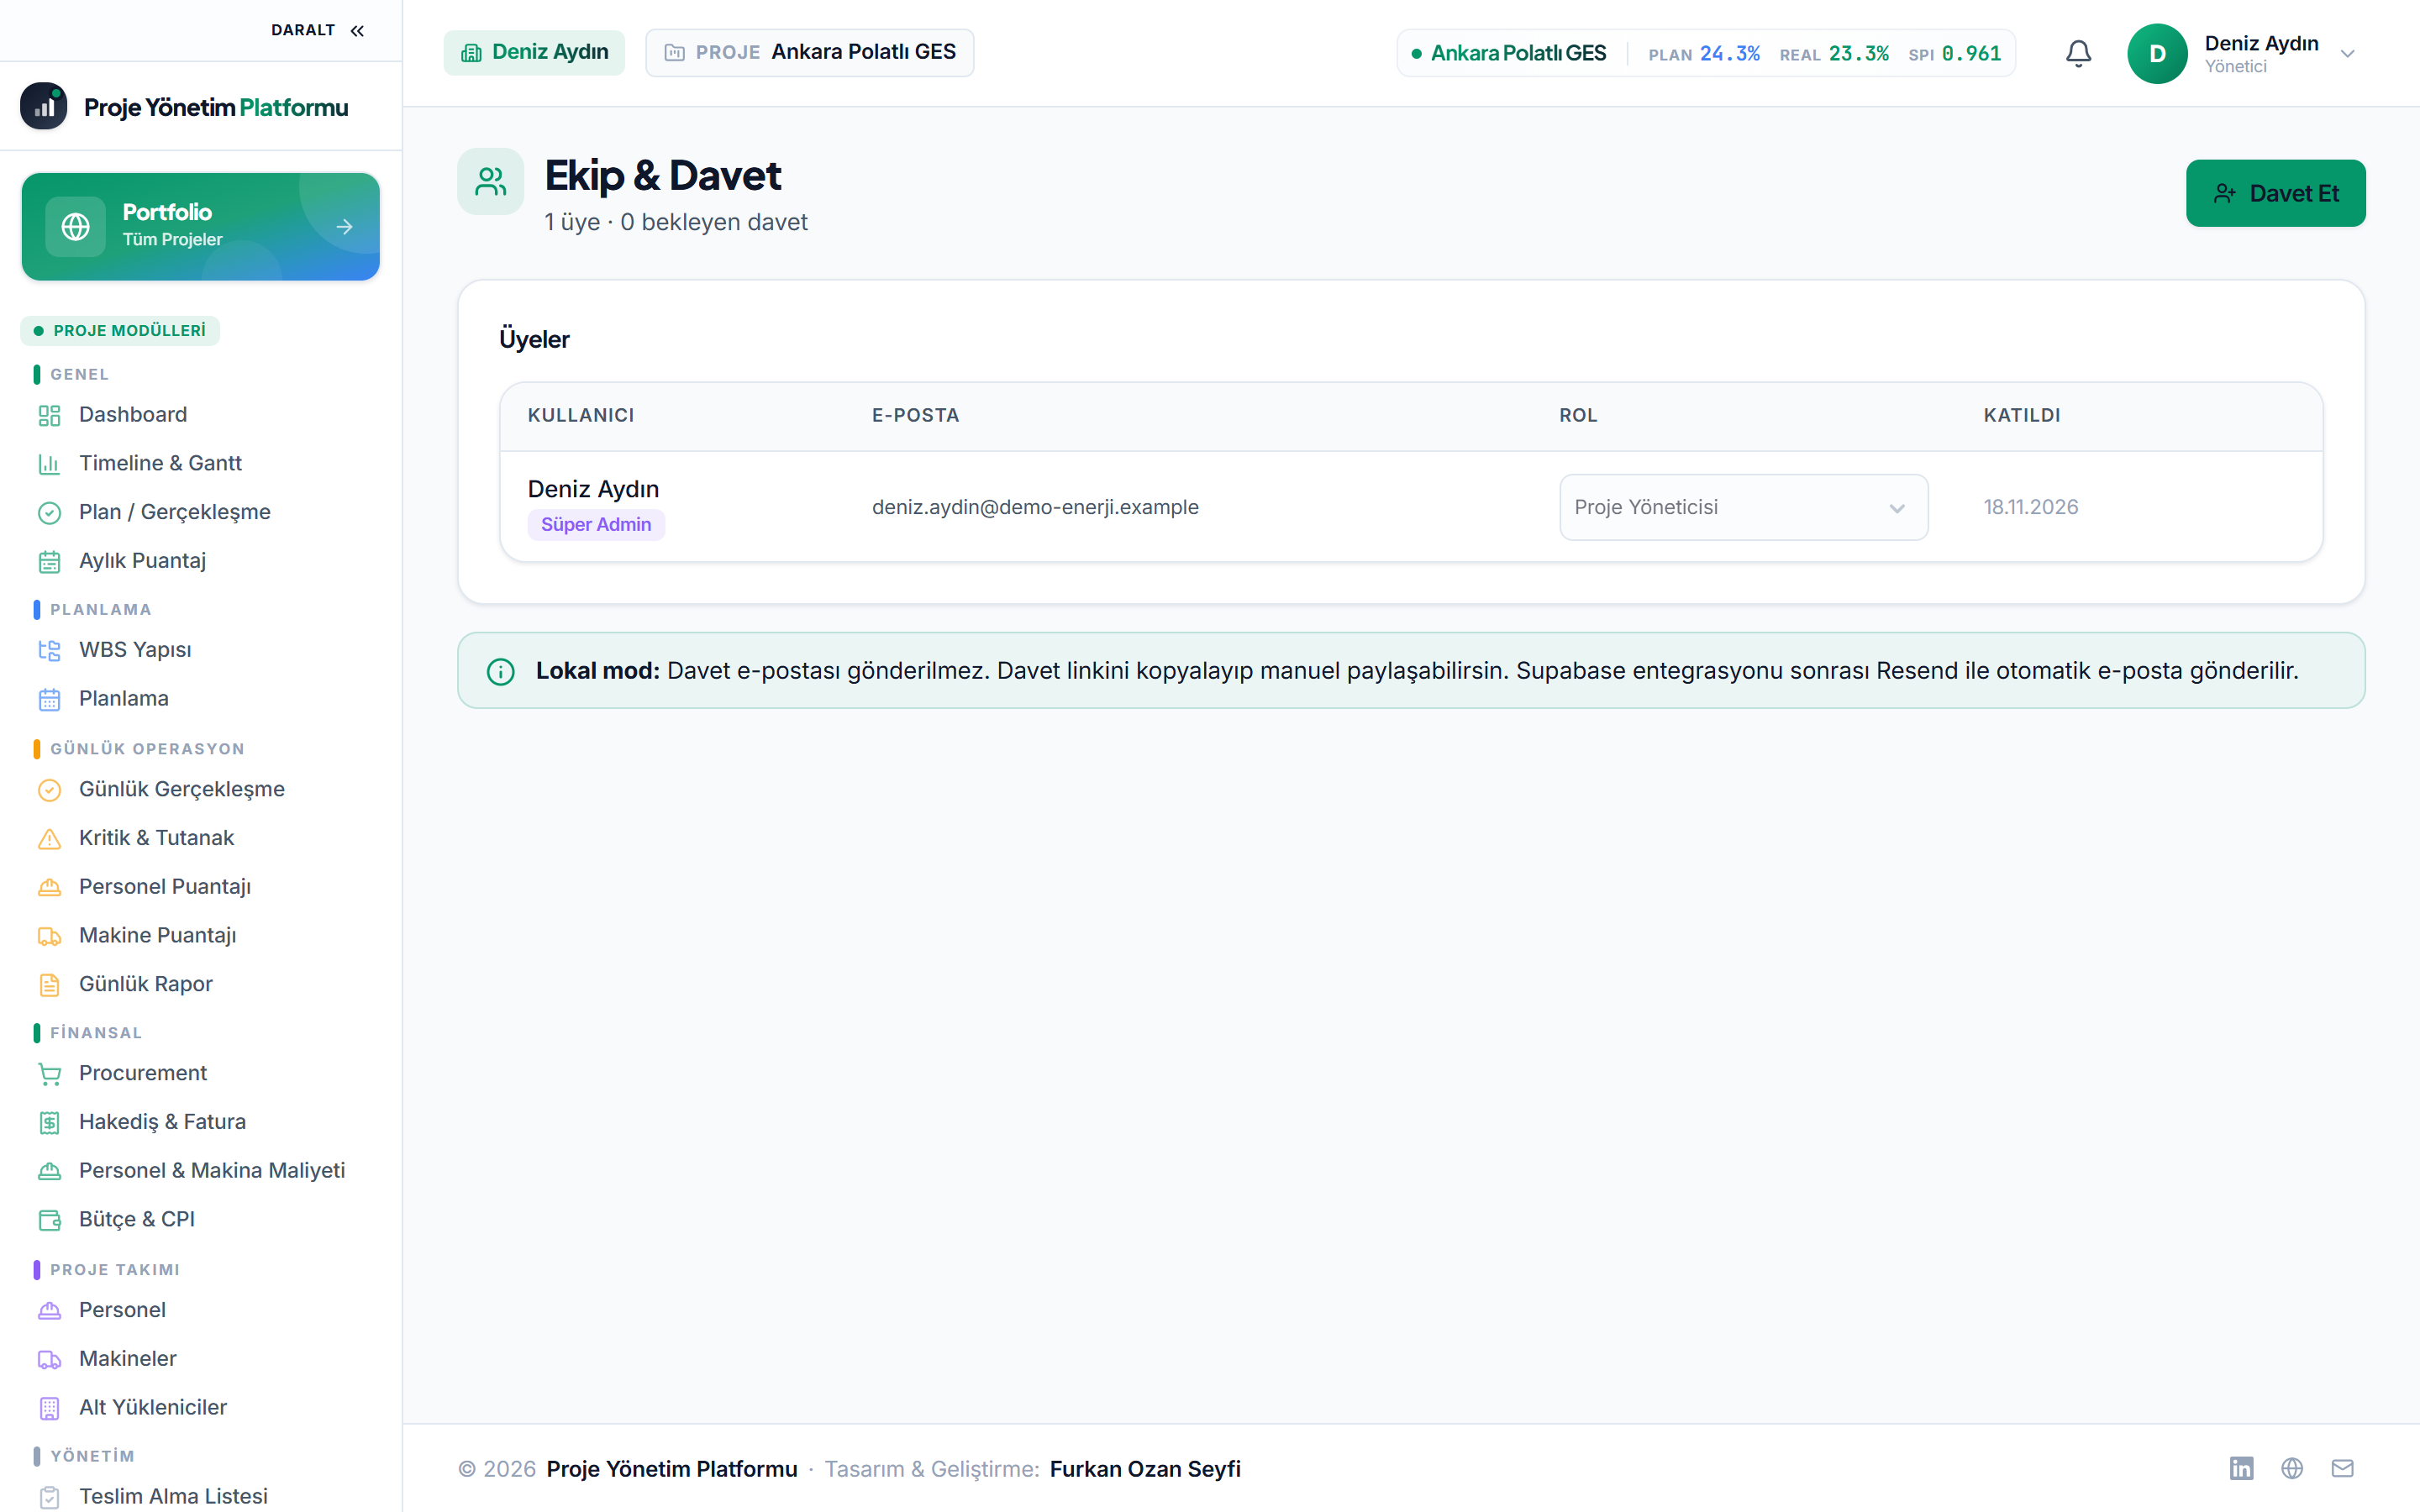 DARALT
Proje Yönetim Platformu
Portfolio
Tüm Projeler
PROJE MODÜLLERİ
GENEL
Dashboard
Timeline & Gantt
Plan / Gerçekleşme
Aylık Puantaj
PLANLAMA
WBS Yapısı
Planlama
GÜNLÜK OPERASYON
Günlük Gerçekleşme
Kritik & Tutanak
Personel Puantajı
Makine Puantajı
Günlük Rapor
FİNANSAL
Procurement
Hakediş & Fatura
Personel & Makina Maliyeti
Bütçe & CPI
PROJE TAKIMI
Personel
Makineler
Alt Yükleniciler
YÖNETİM
Teslim Alma Listesi
Deniz Aydın
PROJE Ankara Polatlı GES
Ankara Polatlı GES PLAN 24.3% REAL 23.3% SPI 0.961
D
Deniz Aydın
Yönetici
Ekip & Davet
1 üye · 0 bekleyen davet
Davet Et
Üyeler
KULLANICI E-POSTA ROL KATILDI
Deniz Aydın
Süper Admin
deniz.aydin@demo-enerji.example
Proje Yöneticisi
18.11.2026
Lokal mod: Davet e-postası gönderilmez. Davet linkini kopyalayıp manuel paylaşabilirsin. Supabase entegrasyonu sonrası Resend ile otomatik e-posta gönderilir.
© 2026 Proje Yönetim Platformu · Tasarım & Geliştirme: Furkan Ozan Seyfi